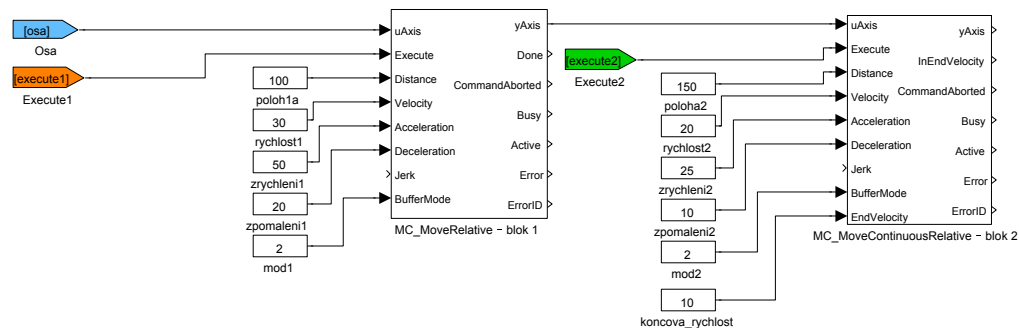 [osa]
Osa
[execute1]
Execute1
100
poloh1a
30
rychlost1
50
zrychleni1
20
zpomaleni1
2
mod1
uAxis
Execute
Distance
Velocity
Acceleration
Deceleration
Jerk
BufferMode
yAxis
Done
CommandAborted
Busy
Active
Error
ErrorID
MC_MoveRelative − blok 1
[execute2]
Execute2
150
poloha2
20
rychlost2
25
zrychleni2
10
zpomaleni2
2
mod2
10
koncova_rychlost
uAxis
Execute
Distance
Velocity
Acceleration
Deceleration
Jerk
BufferMode
EndVelocity
yAxis
InEndVelocity
CommandAborted
Busy
Active
Error
ErrorID
MC_MoveContinuousRelative − blok 2